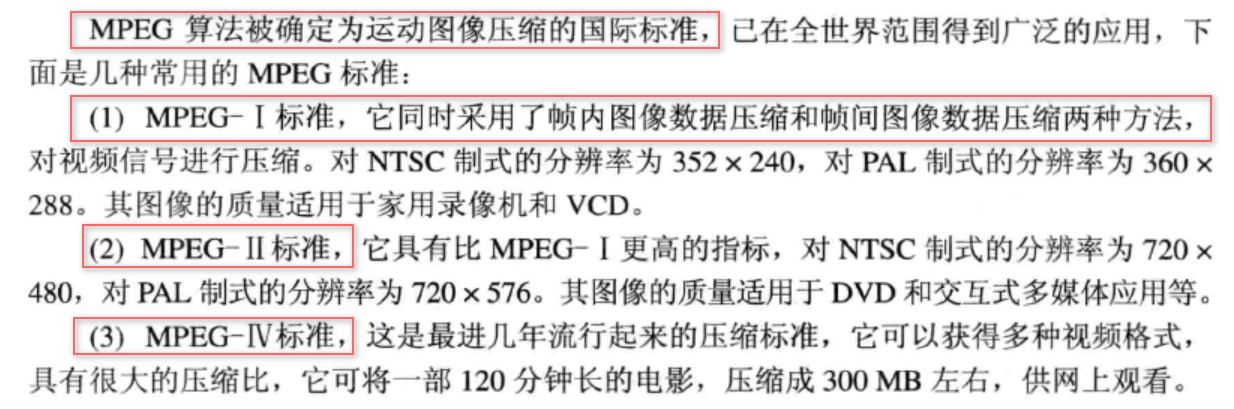 MPEG 算法被确定为运动图像压缩的国际标准，已在全世界范围得到广泛的应用，下
面是几种常用的 MPEG 标准：
(1) MPEG-Ⅰ标准，它同时采用了帧内图像数据压缩和帧间图像数据压缩两种方法，
对视频信号进行压缩。对 NTSC 制式的分辨率为 352×240，对 PAL 制式的分辨率为 360×
288。其图像的质量适用于家用录像机和 VCD。
(2) MPEG-Ⅱ标准，它具有比 MPEG-Ⅰ更高的指标，对 NTSC 制式的分辨率为 720×
480，对 PAL 制式的分辨率为 720×576。其图像的质量适用于 DVD 和交互式多媒体应用等。
(3) MPEG-Ⅳ标准，这是最进几年流行起来的压缩标准，它可以获得多种视频格式，
具有很大的压缩比，它可将一部 120 分钟长的电影，压缩成 300 MB 左右，供网上观看。